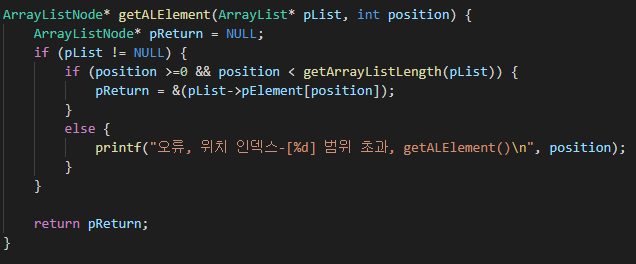 ArrayListNode* getALElement(ArrayList* pList, int position) {
    ArrayListNode* pReturn = NULL;
    if (pList != NULL) {
        if (position >=0 && position < getArrayListLength(pList)) {
            pReturn = &(pList->pElement[position]);
        }
        else {
            printf("오류, 위치 인덱스-[%d] 범위 초과, getALElement()\n", position);
        }
    }

    return pReturn;
}